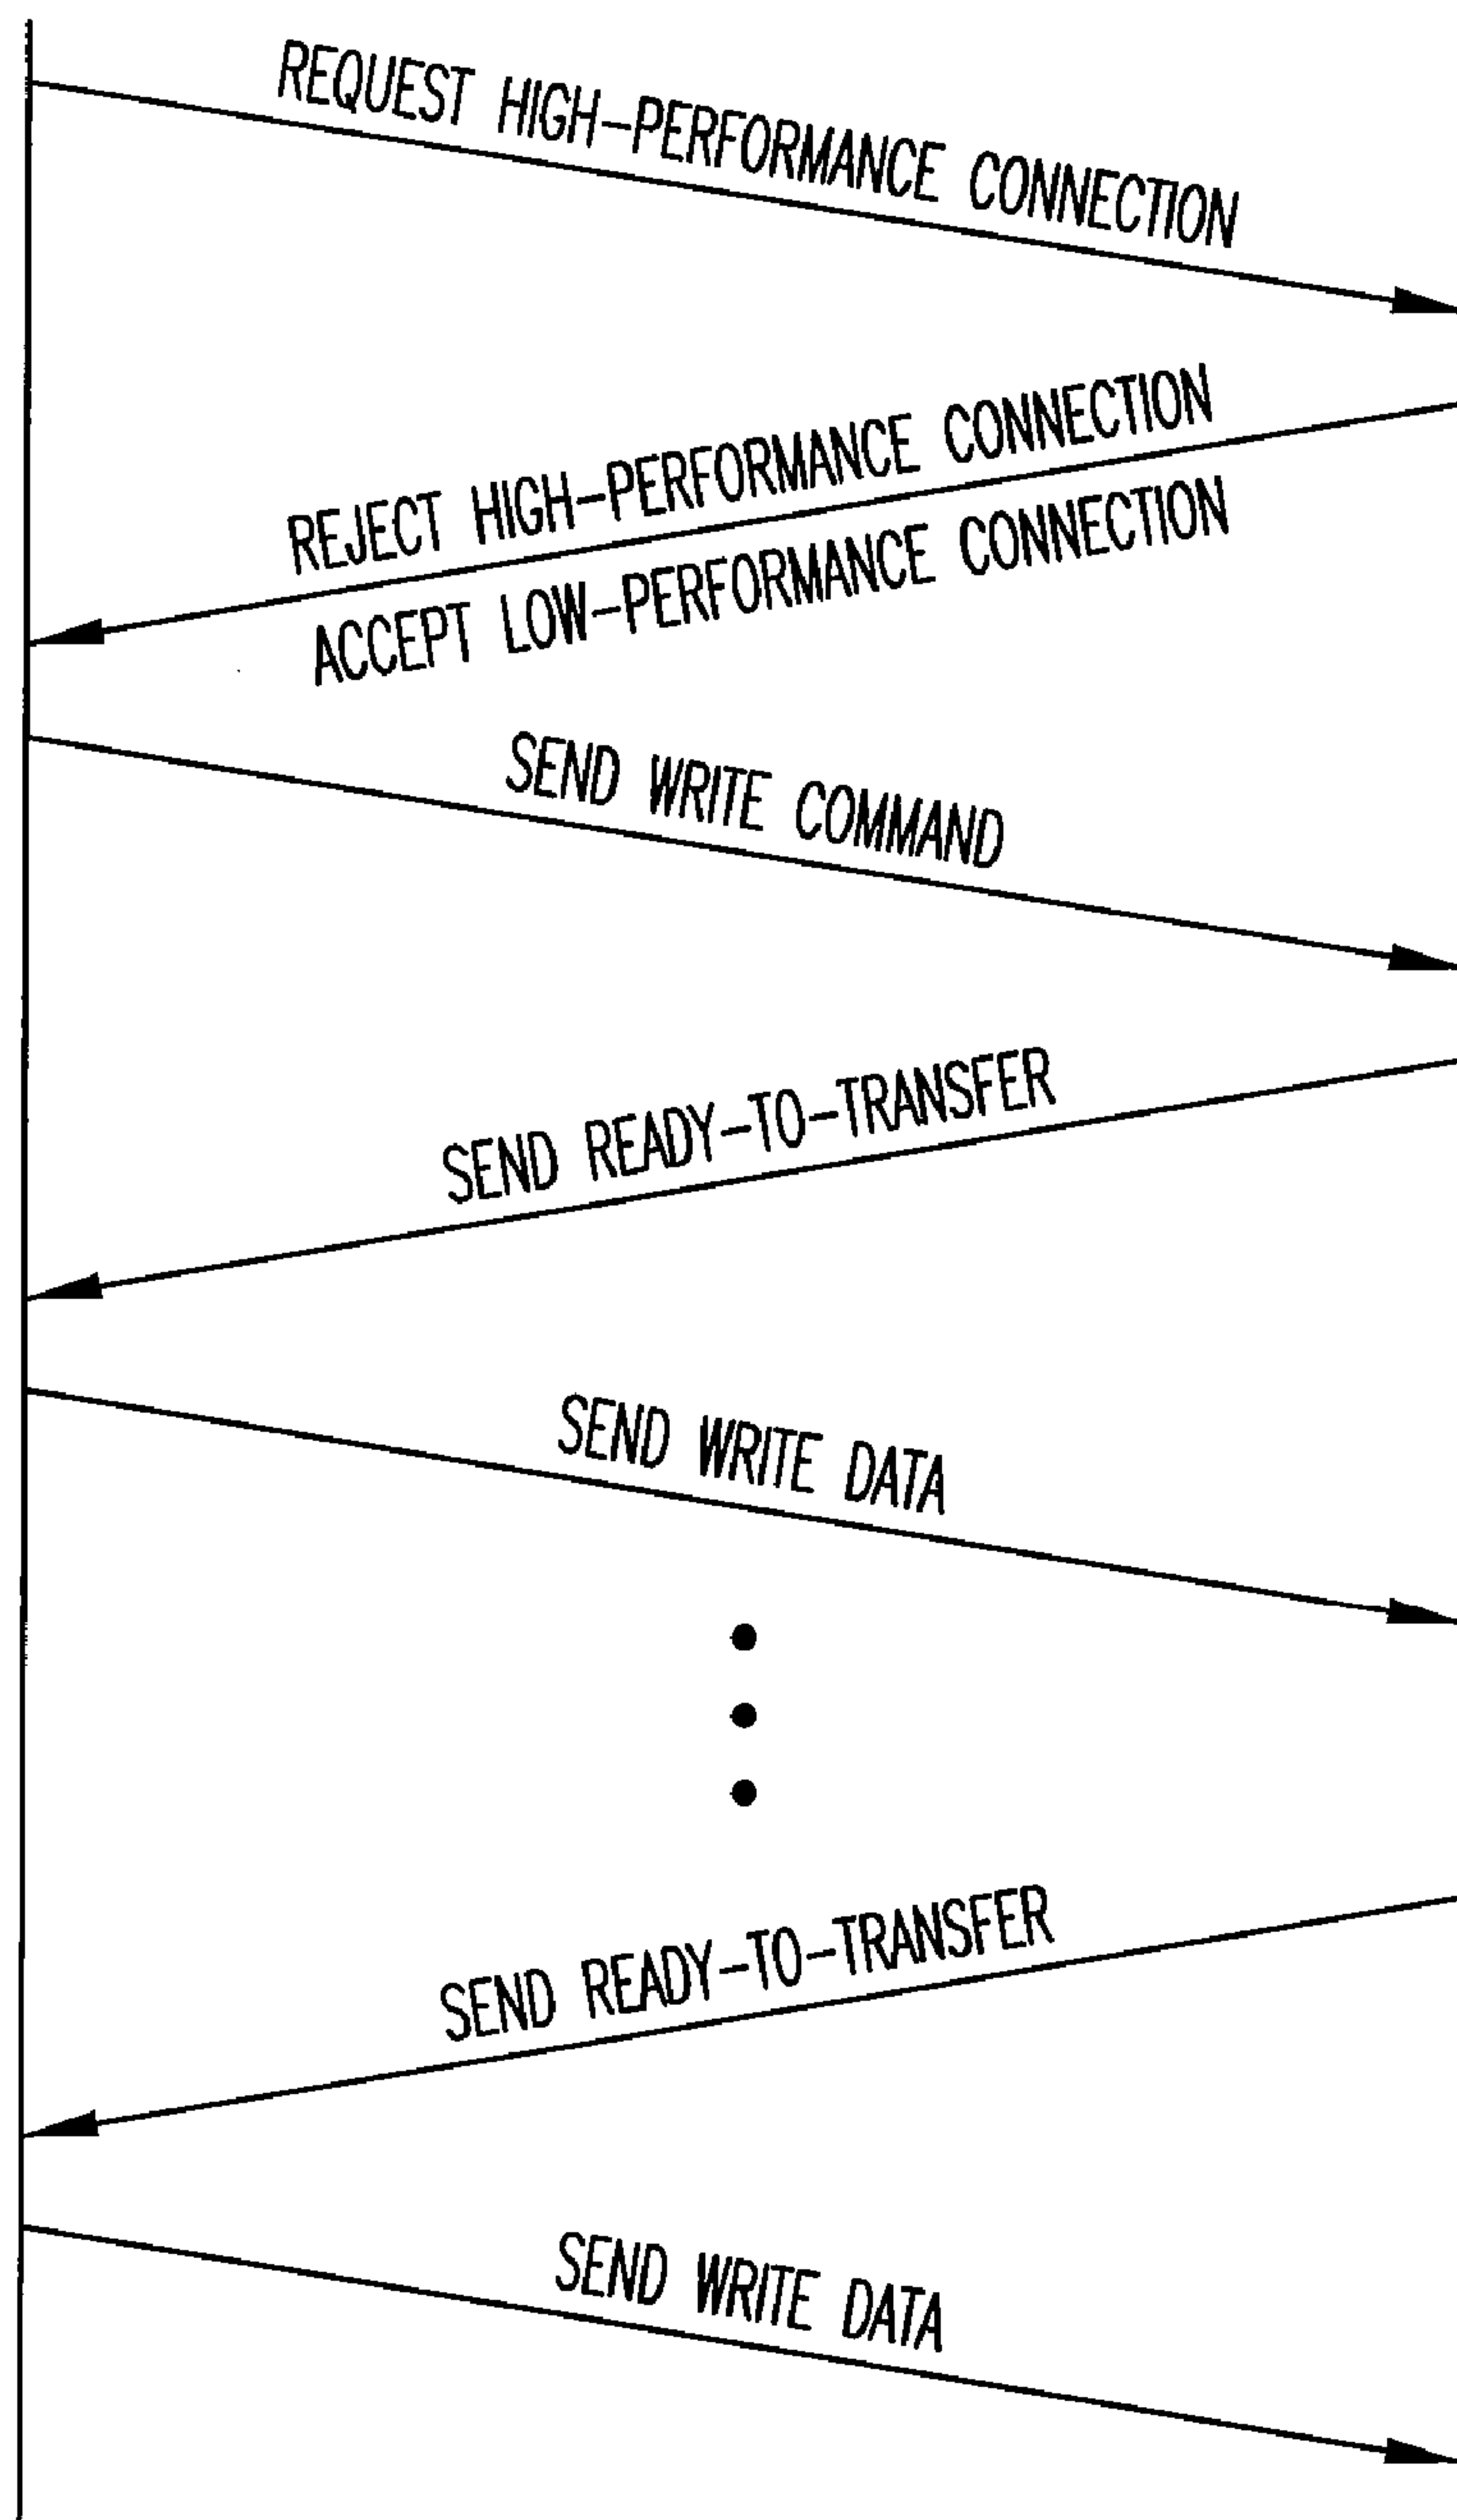 REQUEST HIGH-PERFORMANCE CONNECTION
REJECT HIGH-PERFORMANCE CONNECTION
ACCEPT LOW-PERFORMANCE CONNECTION
SEND WRITE COMMAND
SEND READY-TO-TRANSFER
SEND WRITE DATA
SEND READY-TO-TRANSFER
SEND WRITE DATA